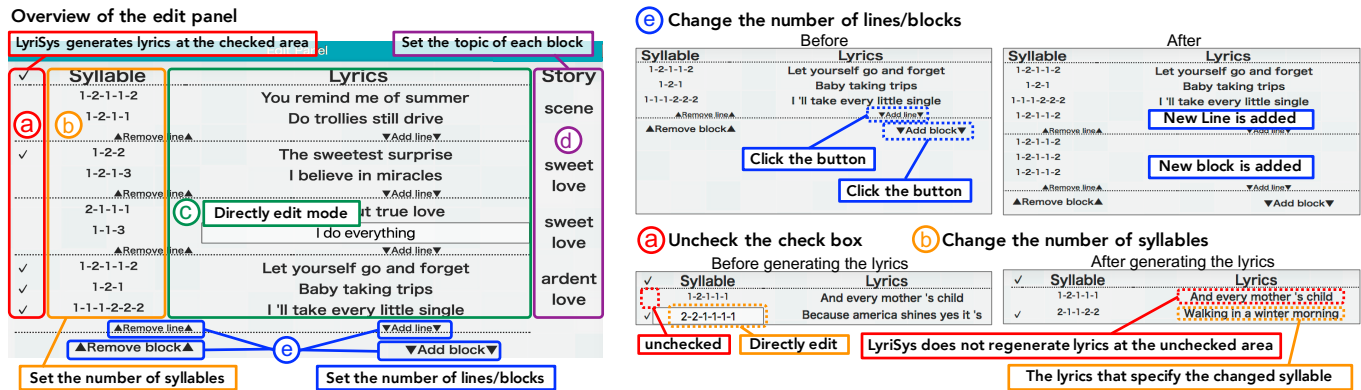 Overview of the edit panel
LyriSys generates lyrics at the checked area
Set the topic of each block
✓ Syllable Lyrics Story
a
b
c
d
1-2-1-1-2 You remind me of summer
scene
1-2-1-1 Do trollies still drive
▲Remove line▲ ▼Add line▼
✓ 1-2-2 The sweetest surprise
sweet
love
1-2-1-3 I believe in miracles
▲Remove line▲ ▼Add line▼
2-1-1-1 true love
Directly edit mode
sweet
love
1-1-3 I do everything
▲Remove line▲ ▼Add line▼
✓ 1-2-1-1-2 Let yourself go and forget
ardent
love
✓ 1-2-1 Baby taking trips
✓ 1-1-1-2-2-2 I 'll take every little single
▲Remove line▲ ▼Add line▼
▲Remove block▲ e ▼Add block▼
Set the number of syllables
Set the number of lines/blocks
e Change the number of lines/blocks
Before
Syllable Lyrics
1-2-1-1-2 Let yourself go and forget
1-2-1 Baby taking trips
1-1-1-2-2-2 I 'll take every little single
▲Remove line▲ ▼Add line▼
▲Remove block▲ ▼Add block▼
Click the button
Click the button
After
Syllable Lyrics
1-2-1-1-2 Let yourself go and forget
1-2-1 Baby taking trips
1-1-1-2-2-2 I 'll take every little single
1-2-1-1-2 New Line is added
▲Remove line▲ ▼Add line▼
1-2-1-1-2
1-2-1-1-2 New block is added
1-2-1-1-2
▲Remove line▲ ▼Add line▼
▲Remove block▲ ▼Add block▼
a Uncheck the check box
b Change the number of syllables
Before generating the lyrics
✓ Syllable Lyrics
1-2-1-1-1 And every mother 's child
✓ 2-2-1-1-1-1 Because america shines yes it 's
unchecked
Directly edit
After generating the lyrics
✓ Syllable Lyrics
1-2-1-1-1 And every mother 's child
✓ 2-1-1-2-2 Walking in a winter morning
LyriSys does not regenerate lyrics at the unchecked area
The lyrics that specify the changed syllable